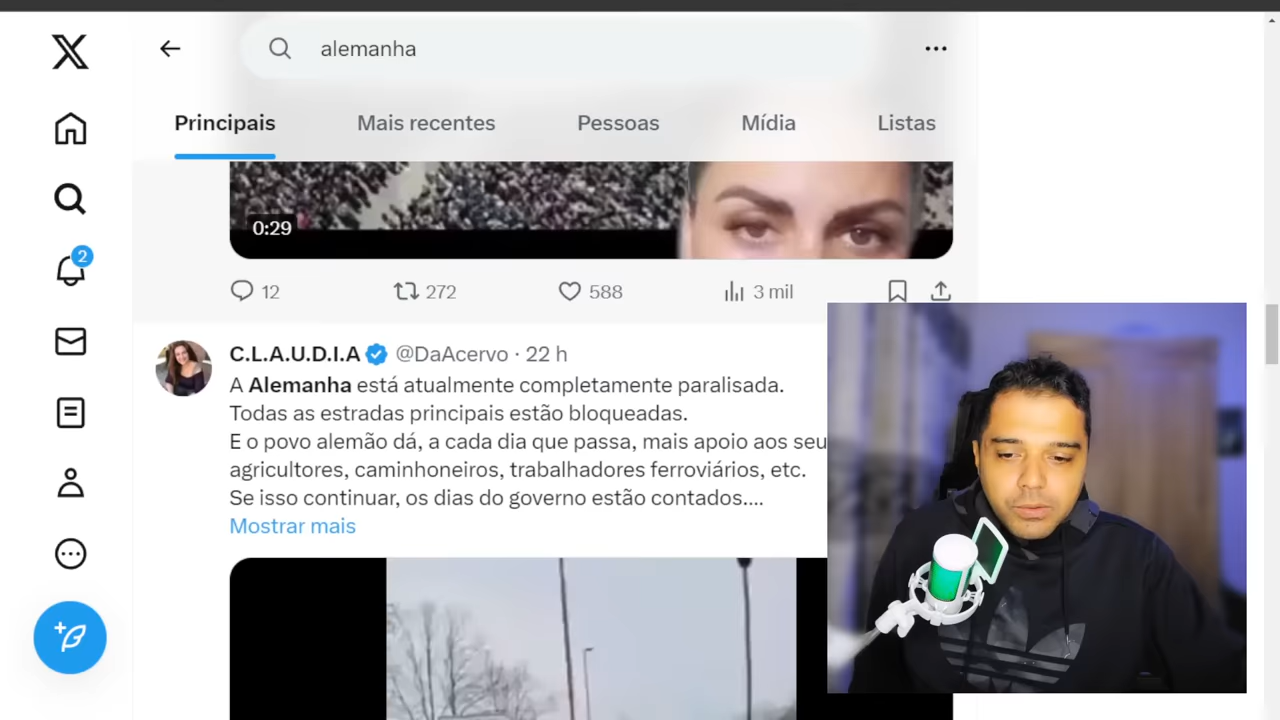 alemanha
Principais
Mais recentes
Pessoas
Mídia
Listas
0:29
2
12
272
588
3 mil
C.L.A.U.D.I.A @DaAcervo · 22 h
A Alemanha está atualmente completamente paralisada.
Todas as estradas principais estão bloqueadas.
E o povo alemão dá, a cada dia que passa, mais apoio aos seu
agricultores, caminhoneiros, trabalhadores ferroviários, etc.
Se isso continuar, os dias do governo estão contados....
Mostrar mais